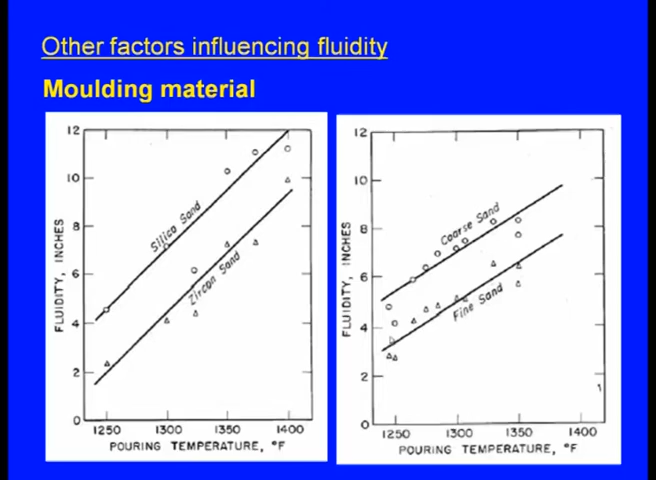 Other factors influencing fluidity
Moulding material
12
10
8
6
4
2
0
FLUIDITY, INCHES
Silica Sand
Zircon Sand
1250
1300
1350
1400
POURING TEMPERATURE, °F
12
10
8
6
4
2
0
FLUIDITY, INCHES
Coarse Sand
Fine Sand
1250
1300
1350
1400
POURING TEMPERATURE, °F